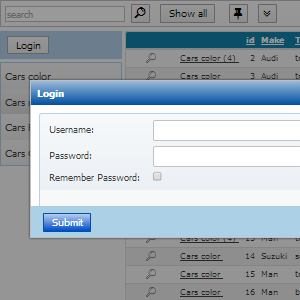 search Show all
Login
id Make
Cars color (4) 2 Audi
Cars color
Cars color 3 Audi
Cars
Cars
Cars
Login
Username:
Password:
Remember Password:
Submit
Cars color (4) 13 Man
Cars color 14 Suzuki
Cars color 15 Man
Cars color 16 Man